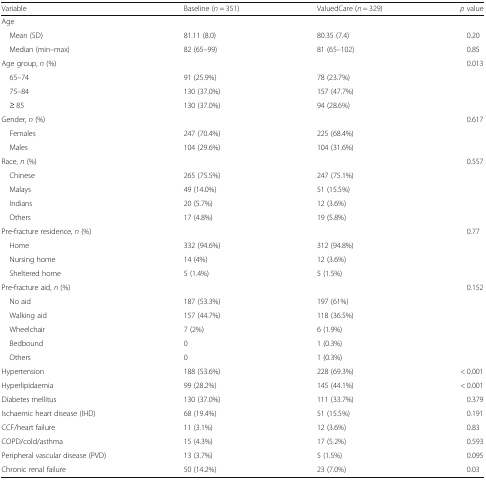 Variable Baseline (n = 351) ValuedCare (n = 329) p value
Age
Mean (SD) 81.11 (8.0) 80.35 (7.4) 0.20
Median (min–max) 82 (65–99) 81 (65–102) 0.85
Age group, n (%) 0.013
65–74 91 (25.9%) 78 (23.7%)
75–84 130 (37.0%) 157 (47.7%)
≥ 85 130 (37.0%) 94 (28.6%)
Gender, n (%) 0.617
Females 247 (70.4%) 225 (68.4%)
Males 104 (29.6%) 104 (31.6%)
Race, n (%) 0.557
Chinese 265 (75.5%) 247 (75.1%)
Malays 49 (14.0%) 51 (15.5%)
Indians 20 (5.7%) 12 (3.6%)
Others 17 (4.8%) 19 (5.8%)
Pre-fracture residence, n (%) 0.77
Home 332 (94.6%) 312 (94.8%)
Nursing home 14 (4%) 12 (3.6%)
Sheltered home 5 (1.4%) 5 (1.5%)
Pre-fracture aid, n (%) 0.152
No aid 187 (53.3%) 197 (61%)
Walking aid 157 (44.7%) 118 (36.5%)
Wheelchair 7 (2%) 6 (1.9%)
Bedbound 0 1 (0.3%)
Others 0 1 (0.3%)
Hypertension 188 (53.6%) 228 (69.3%) < 0.001
Hyperlipidaemia 99 (28.2%) 145 (44.1%) < 0.001
Diabetes mellitus 130 (37.0%) 111 (33.7%) 0.379
Ischaemic heart disease (IHD) 68 (19.4%) 51 (15.5%) 0.191
CCF/heart failure 11 (3.1%) 12 (3.6%) 0.83
COPD/cold/asthma 15 (4.3%) 17 (5.2%) 0.593
Peripheral vascular disease (PVD) 13 (3.7%) 5 (1.5%) 0.095
Chronic renal failure 50 (14.2%) 23 (7.0%) 0.03